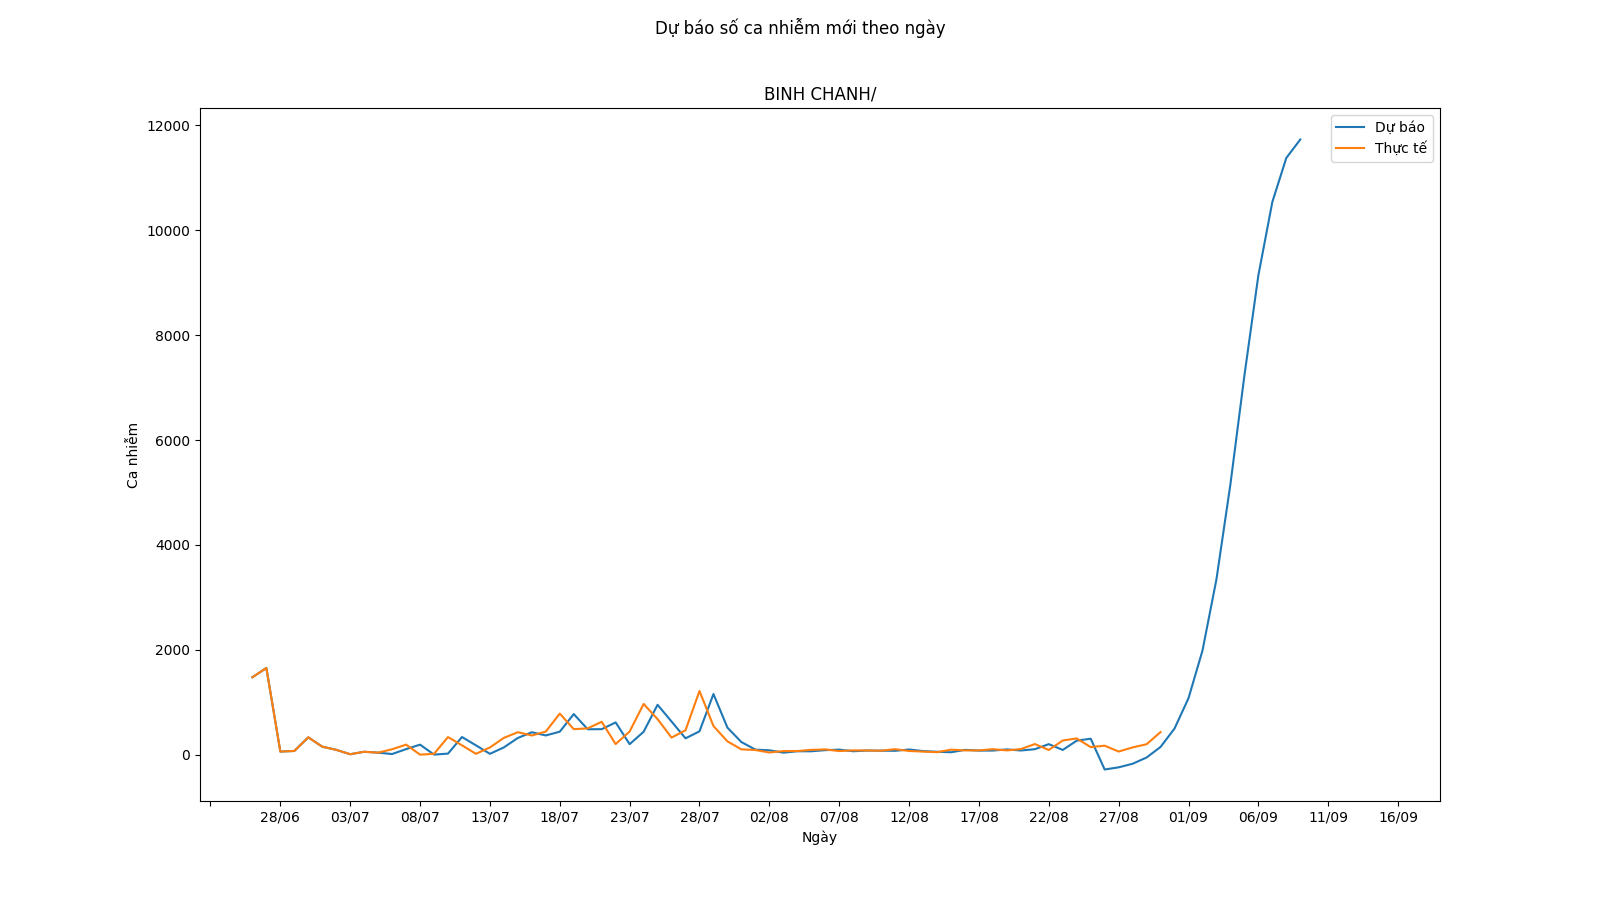 Dự báo số ca nhiễm mới theo ngày
BINH CHANH/
Dự báo
Thực tế
12000
10000
8000
6000
4000
2000
0
Ca nhiễm
28/06 03/07 08/07 13/07 18/07 23/07 28/07 02/08 07/08 12/08 17/08 22/08 27/08 01/09 06/09 11/09 16/09
Ngày